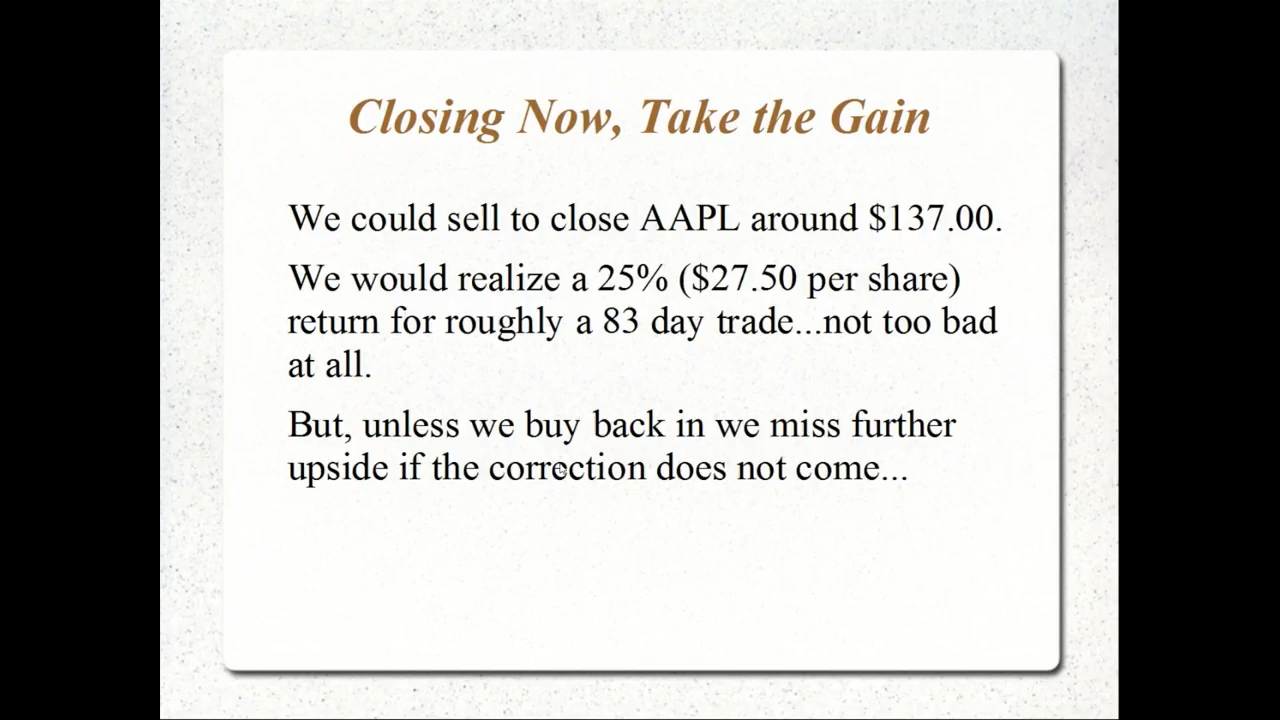 Closing Now, Take the Gain
We could sell to close AAPL around $137.00.
We would realize a 25% ($27.50 per share)
return for roughly a 83 day trade...not too bad
at all.
But, unless we buy back in we miss further
upside if the correction does not come...